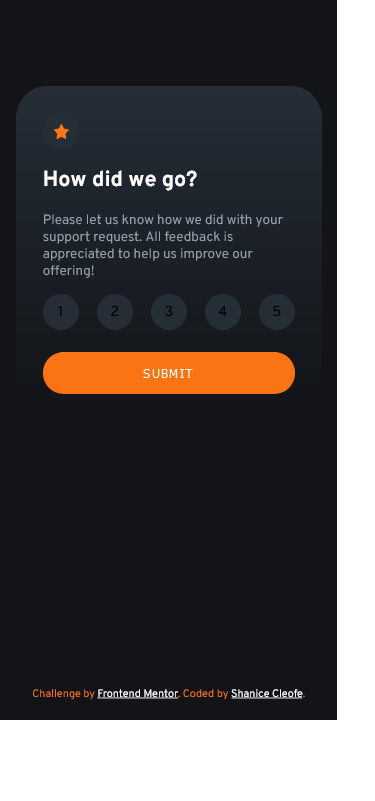 How did we go?
Please let us know how we did with your
support request. All feedback is
appreciated to help us improve our
offering!
1 2 3 4 5
SUBMIT
Challenge by Frontend Mentor. Coded by Shanice Cleofe.